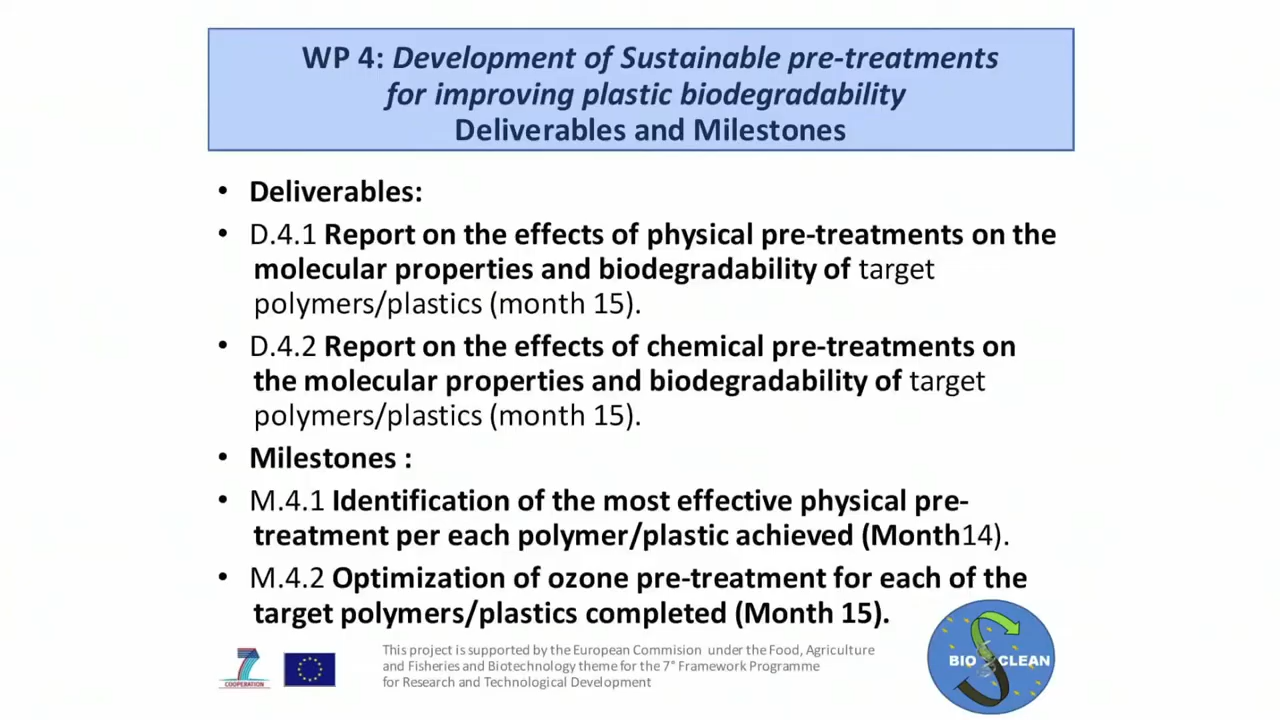 WP 4: Development of Sustainable pre-treatments
for improving plastic biodegradability
Deliverables and Milestones
• Deliverables:
• D.4.1 Report on the effects of physical pre-treatments on the
molecular properties and biodegradability of target
polymers/plastics (month 15).
• D.4.2 Report on the effects of chemical pre-treatments on
the molecular properties and biodegradability of target
polymers/plastics (month 15).
• Milestones :
• M.4.1 Identification of the most effective physical pre-
treatment per each polymer/plastic achieved (Month14).
• M.4.2 Optimization of ozone pre-treatment for each of the
target polymers/plastics completed (Month 15).
This project is supported by the European Commision under the Food, Agriculture
and Fisheries and Biotechnology theme for the 7° Framework Programme
for Research and Technological Development
7
COOPERATION
BIO CLEAN